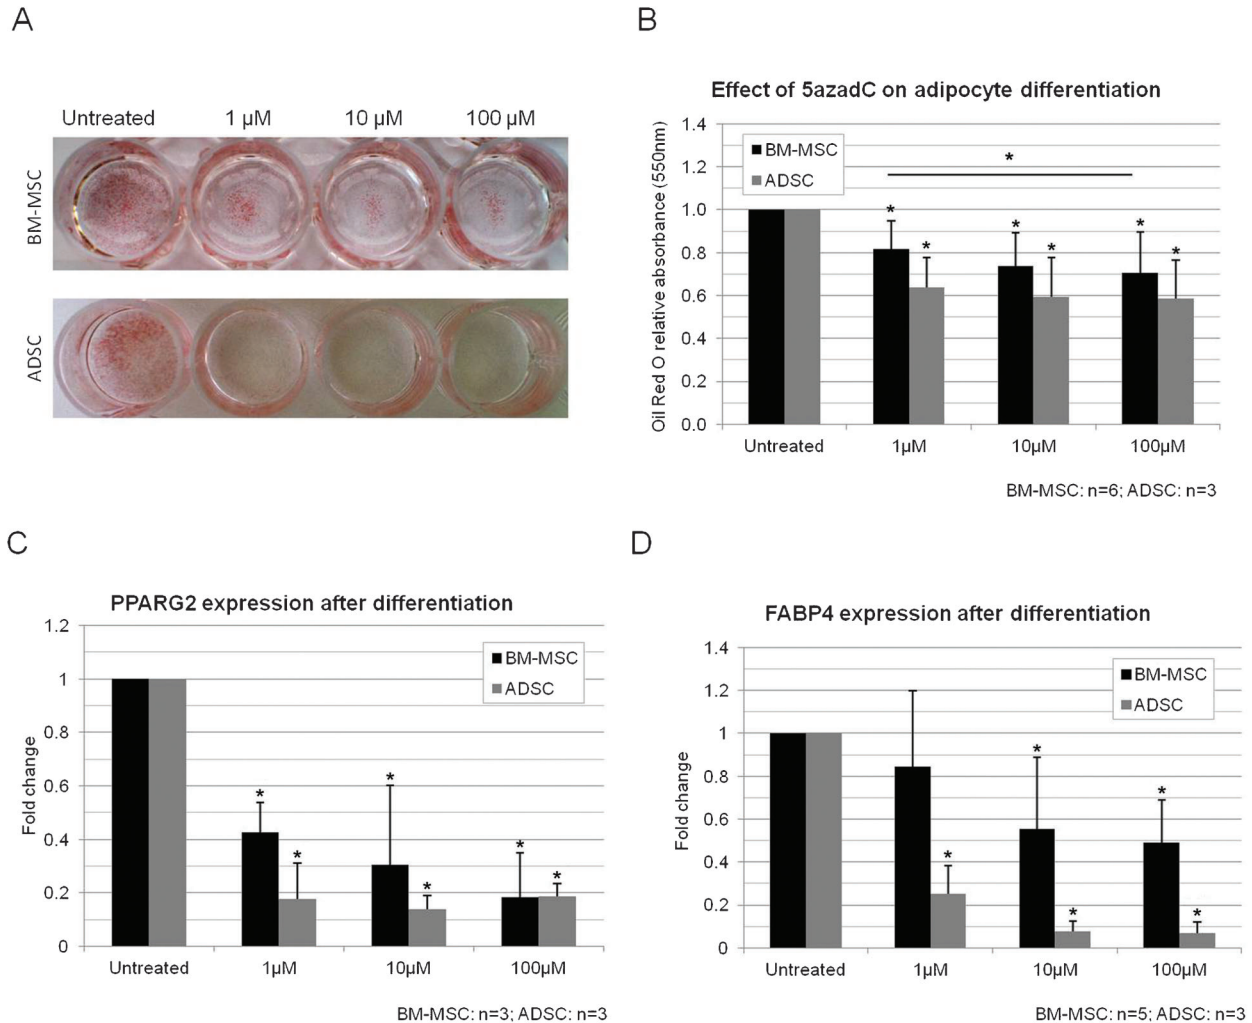 A
Untreated 1 µM 10 µM 100 µM
BM-MSC
ADSC
B
Effect of 5azadC on adipocyte differentiation
Oil Red O relative absorbance (550nm)
1.4
1.2
1.0
0.8
0.6
0.4
0.2
0.0
BM-MSC
ADSC
*
* * * * * *
Untreated 1µM 10µM 100µM
BM-MSC: n=6; ADSC: n=3
C
PPARG2 expression after differentiation
Fold change
1.2
1
0.8
0.6
0.4
0.2
0
BM-MSC
ADSC
* * * * * *
Untreated 1µM 10µM 100µM
BM-MSC: n=3; ADSC: n=3
D
FABP4 expression after differentiation
Fold change
1.4
1.2
1
0.8
0.6
0.4
0.2
0
BM-MSC
ADSC
* * * * *
Untreated 1µM 10µM 100µM
BM-MSC: n=5; ADSC: n=3